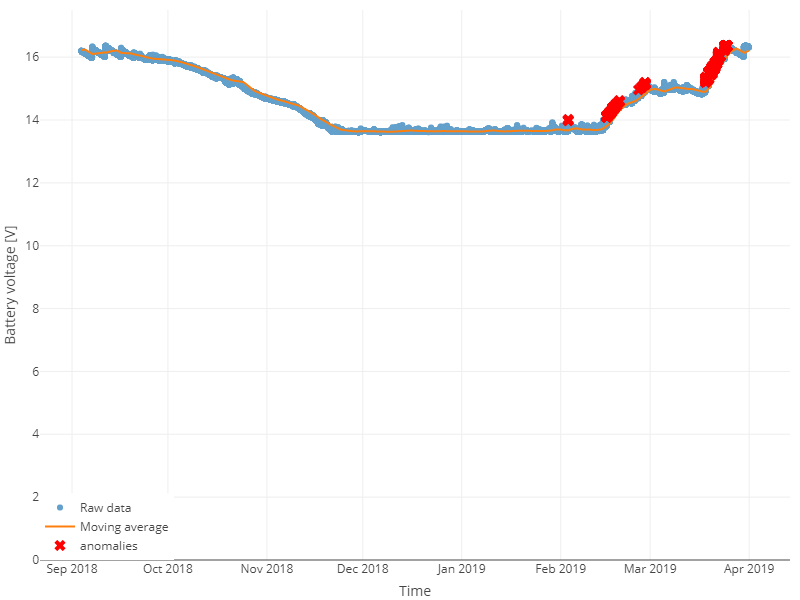 16
14
12
10
8
6
4
2
0
Battery voltage [V]
Raw data
Moving average
anomalies
Sep 2018 Oct 2018 Nov 2018 Dec 2018 Jan 2019 Feb 2019 Mar 2019 Apr 2019
Time